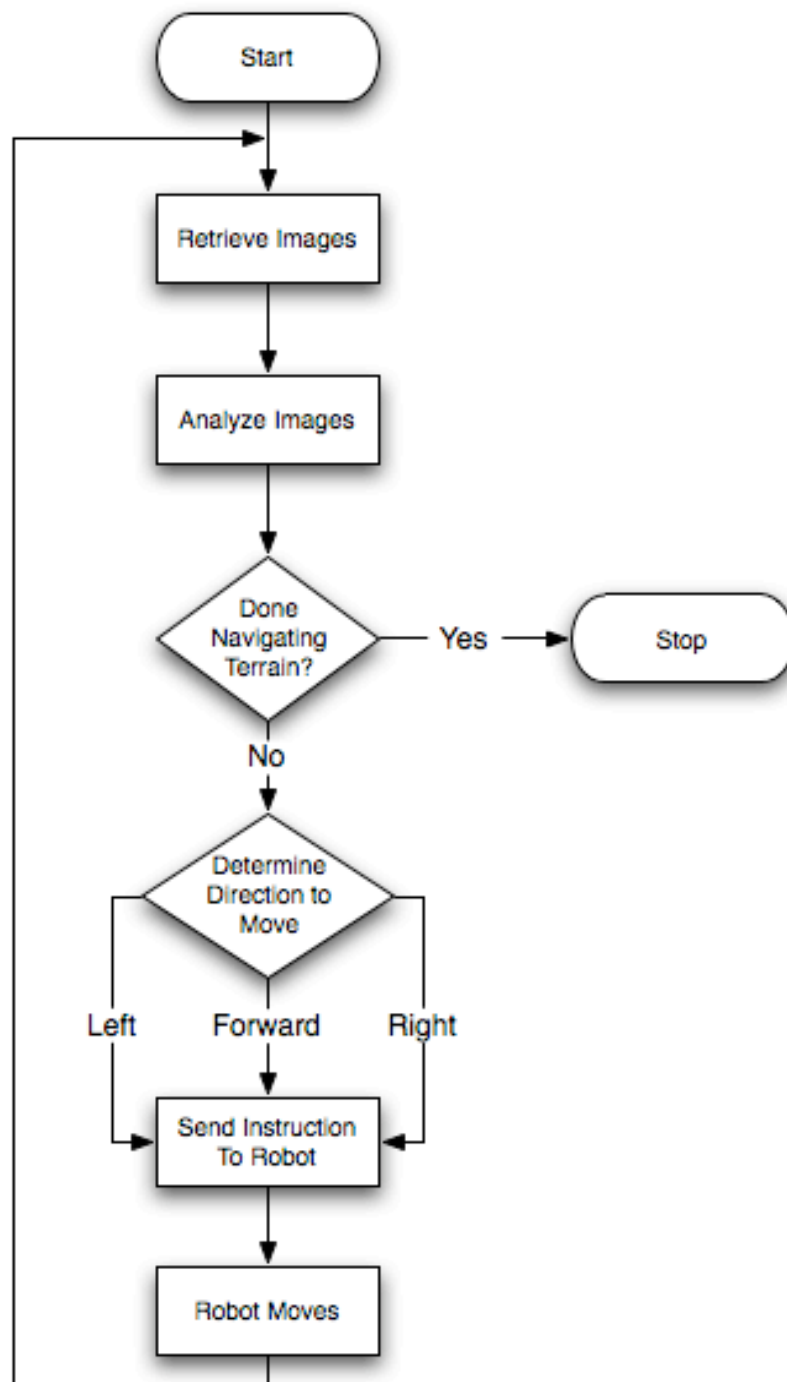 Start
Retrieve Images
Analyze Images
Done
Navigating
Terrain?
Yes
Stop
No
Determine
Direction to
Move
Left
Forward
Right
Send Instruction
To Robot
Robot Moves